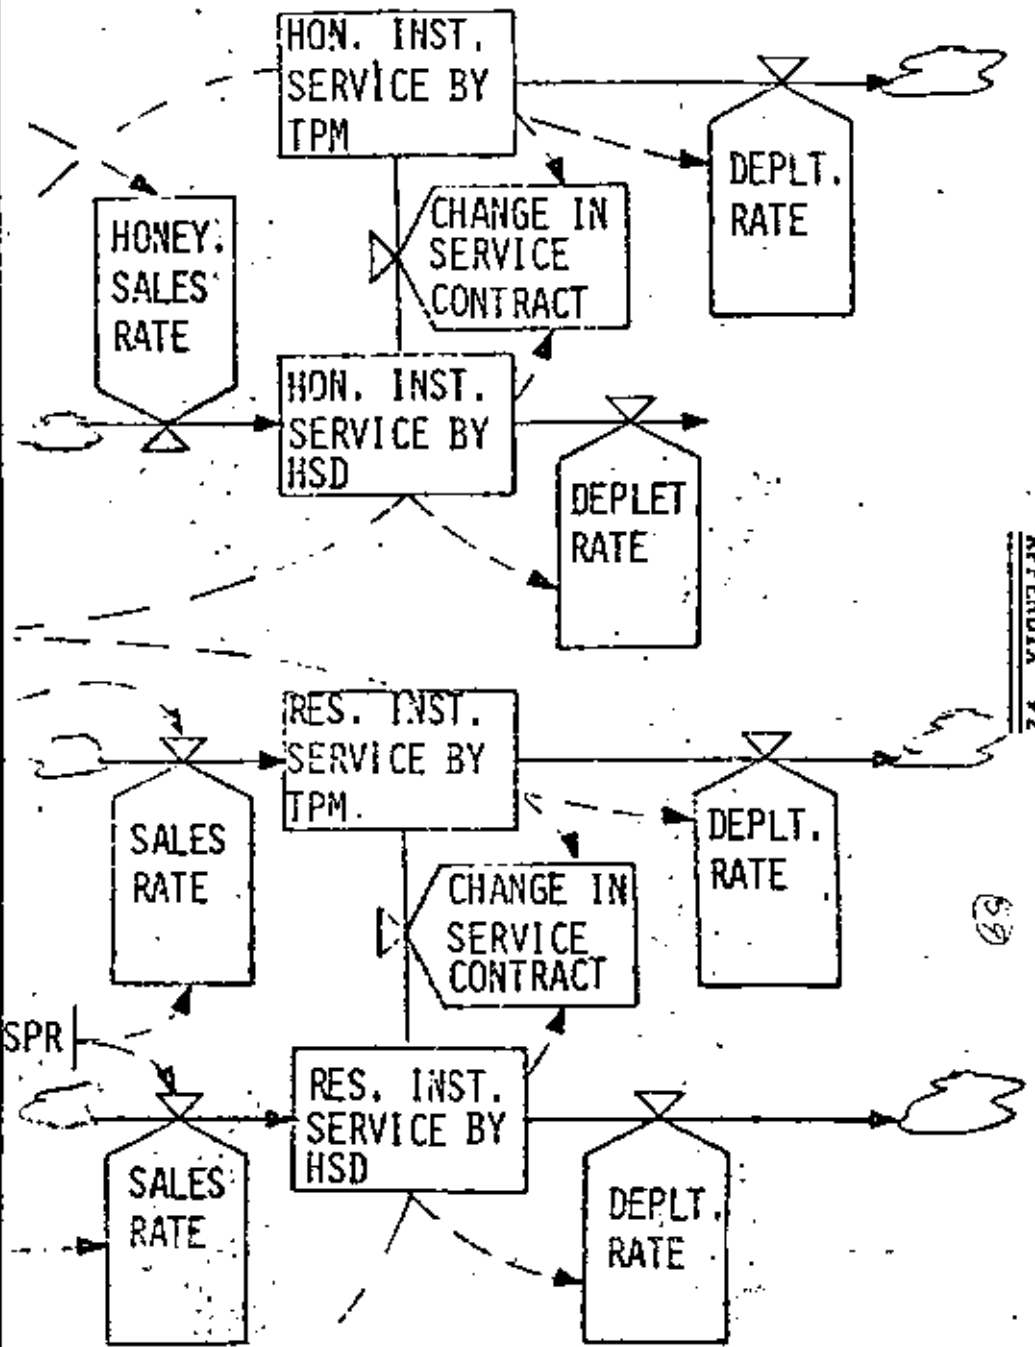 HON. INST.
SERVICE BY
TPM
DEPLT.
RATE
CHANGE IN
SERVICE
CONTRACT
HONEY.
SALES
RATE
HON. INST.
SERVICE BY
HSD
DEPLET
RATE
RES. INST.
SERVICE BY
TPM.
SALES
RATE
DEPLT.
RATE
CHANGE IN
SERVICE
CONTRACT
SPR
RES. INST.
SERVICE BY
HSD
SALES
RATE
DEPLT.
RATE